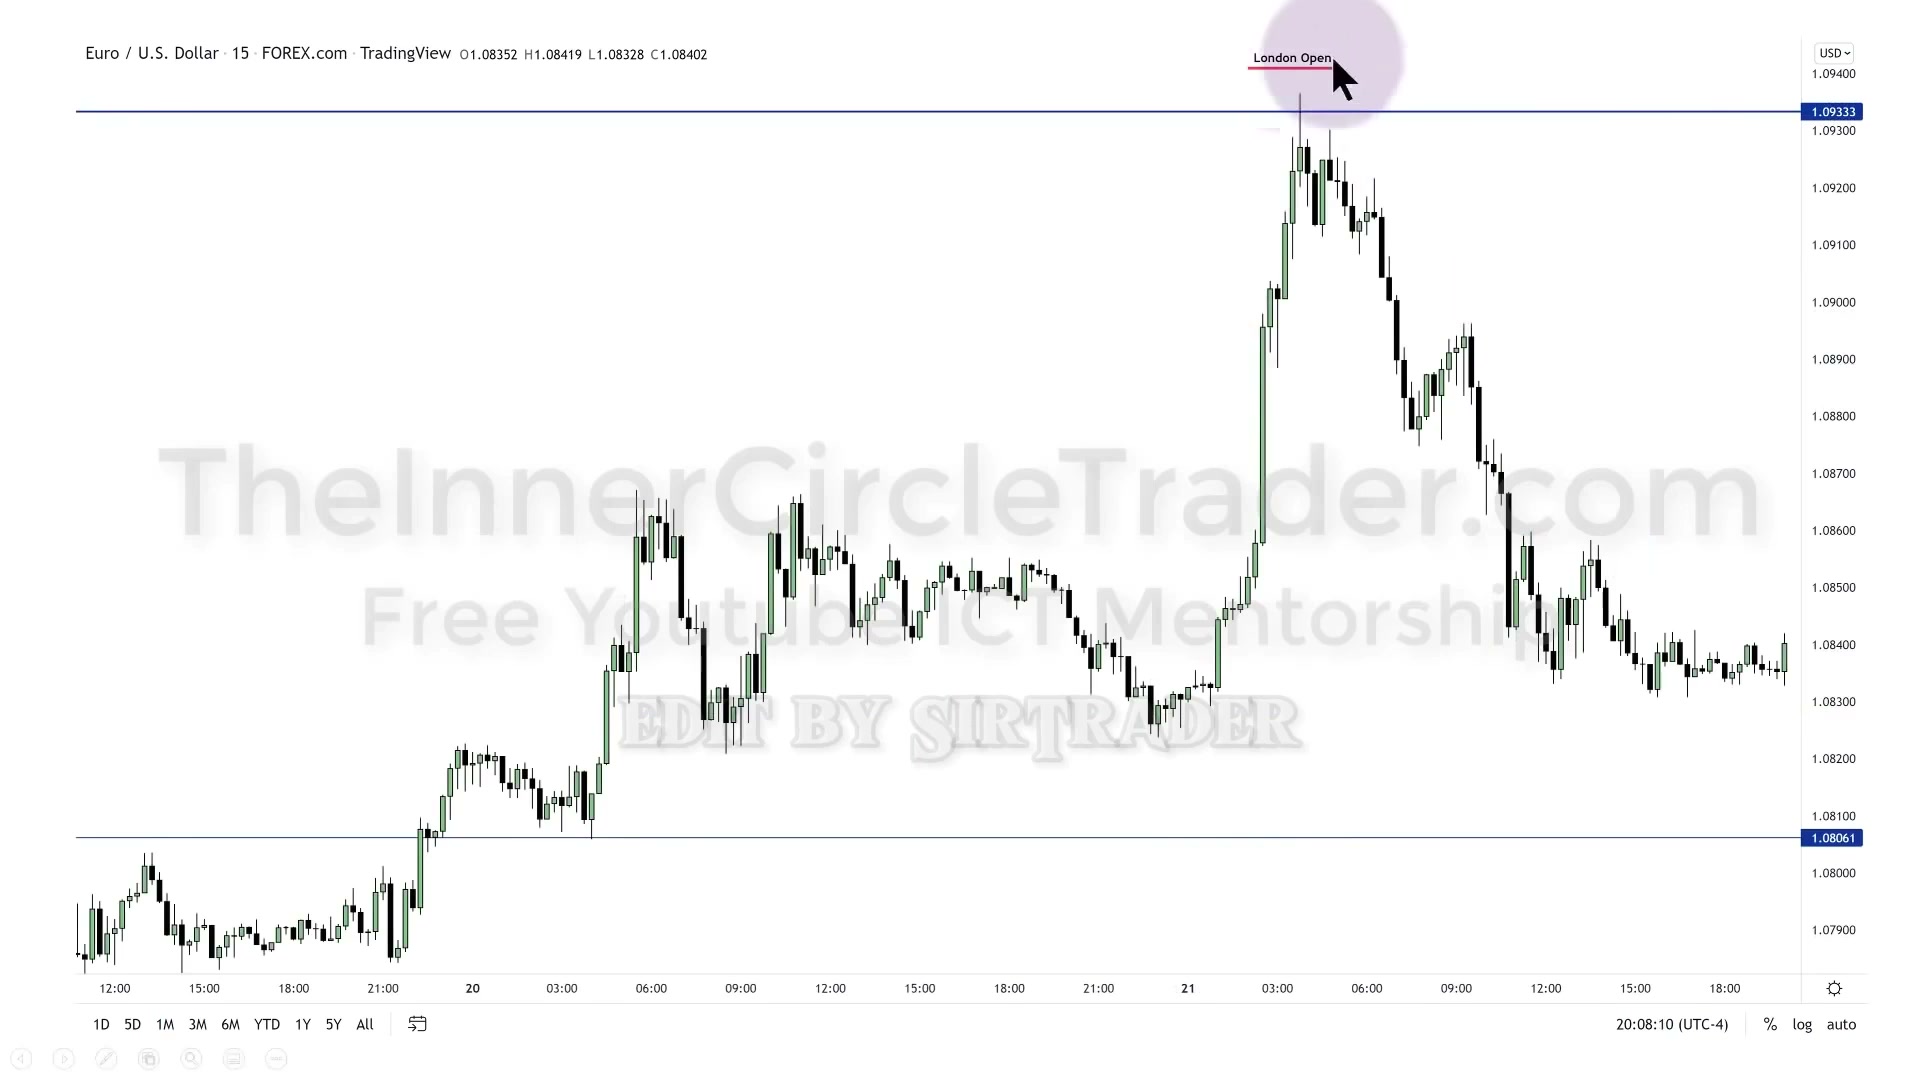 Euro / U.S. Dollar · 15 · FOREX.com · TradingView O1.08352 H1.08419 L1.08328 C1.08402
London Open
USD
1.09400
1.09333
1.09300
1.09200
1.09100
1.09000
1.08900
1.08800
1.08700
1.08600
1.08500
1.08400
1.08300
1.08200
1.08100
1.08061
1.08000
1.07900
TheInnerCircleTrader.com
Free Youtube ICT Mentorship
EDIT BY SIRTRADER
12:00 15:00 18:00 21:00 20 03:00 06:00 09:00 12:00 15:00 18:00 21:00 21 03:00 06:00 09:00 12:00 15:00 18:00
1D 5D 1M 3M 6M YTD 1Y 5Y All
20:08:10 (UTC-4) % log auto